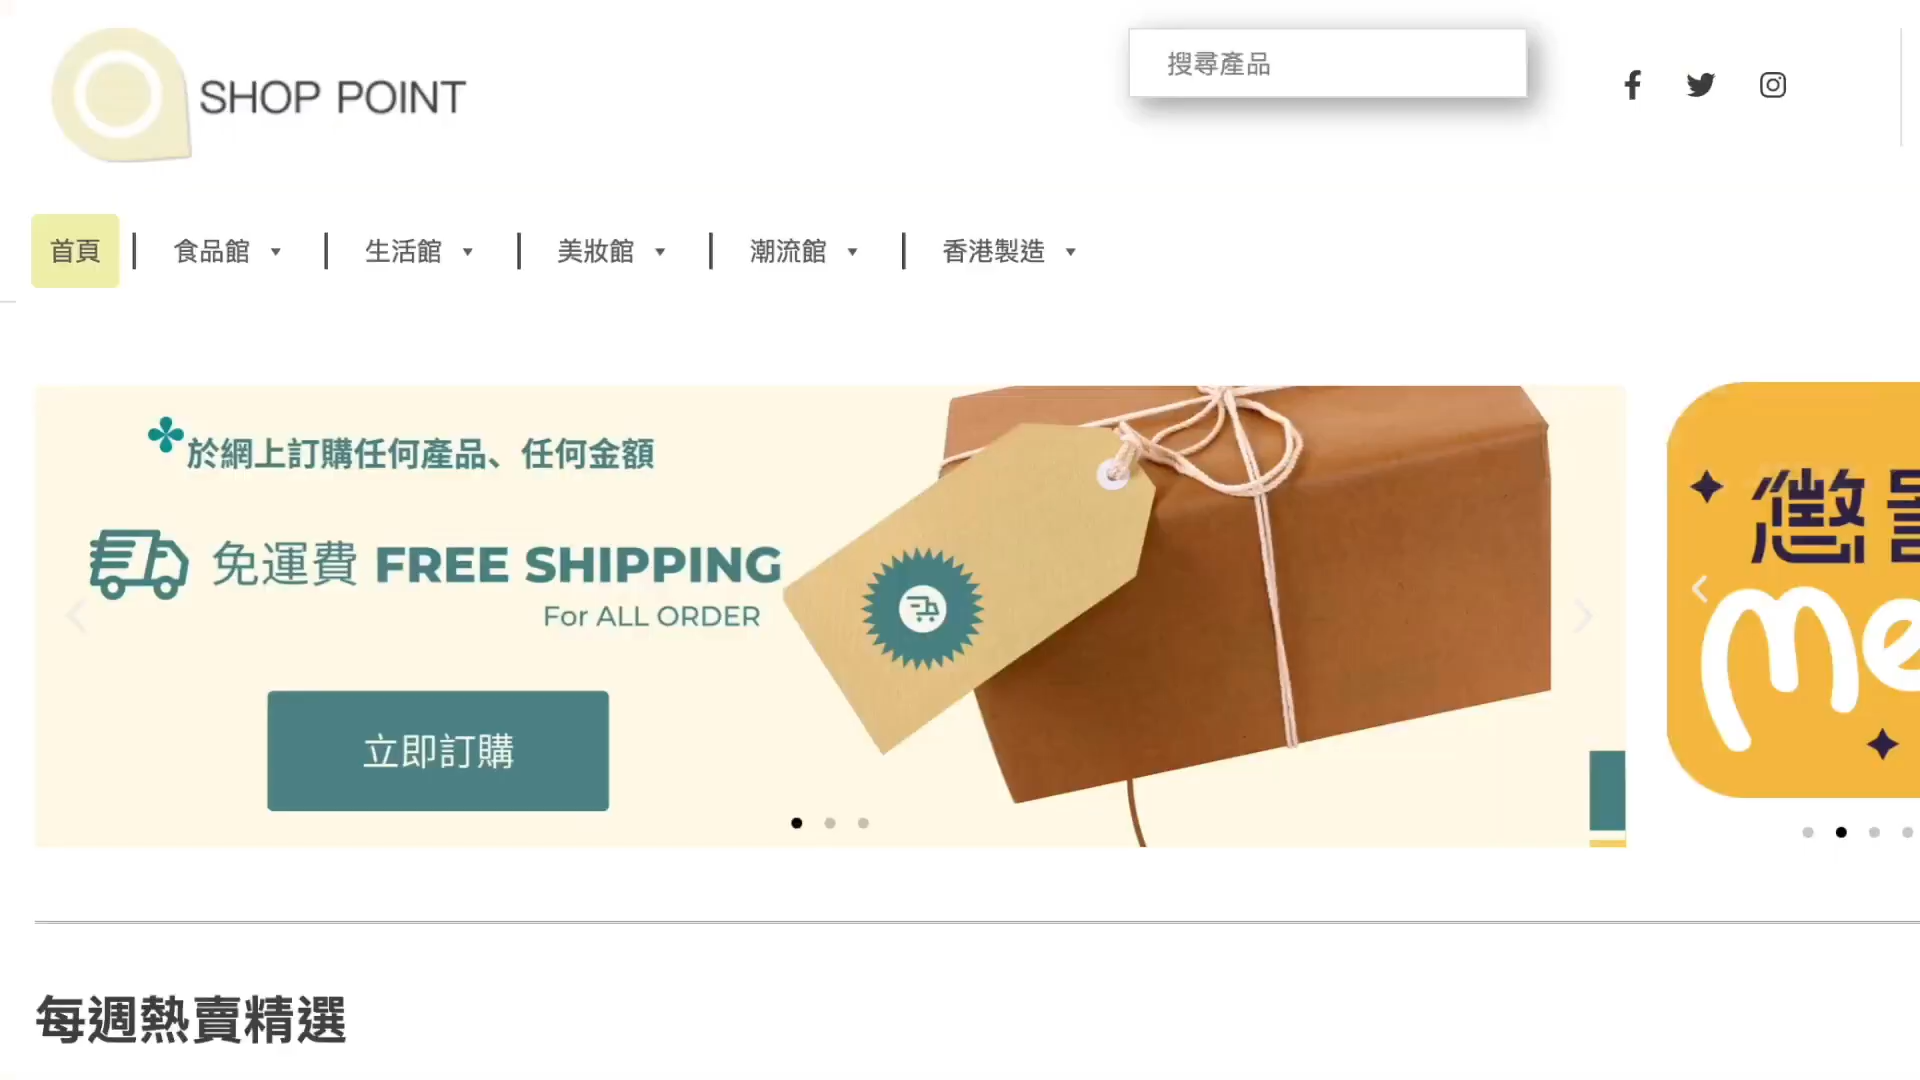 SHOP POINT
搜尋產品
首頁
食品館
生活館
美妝館
潮流館
香港製造
於網上訂購任何產品、任何金額
免運費 FREE SHIPPING
For ALL ORDER
立即訂購
懲
每週熱賣精選